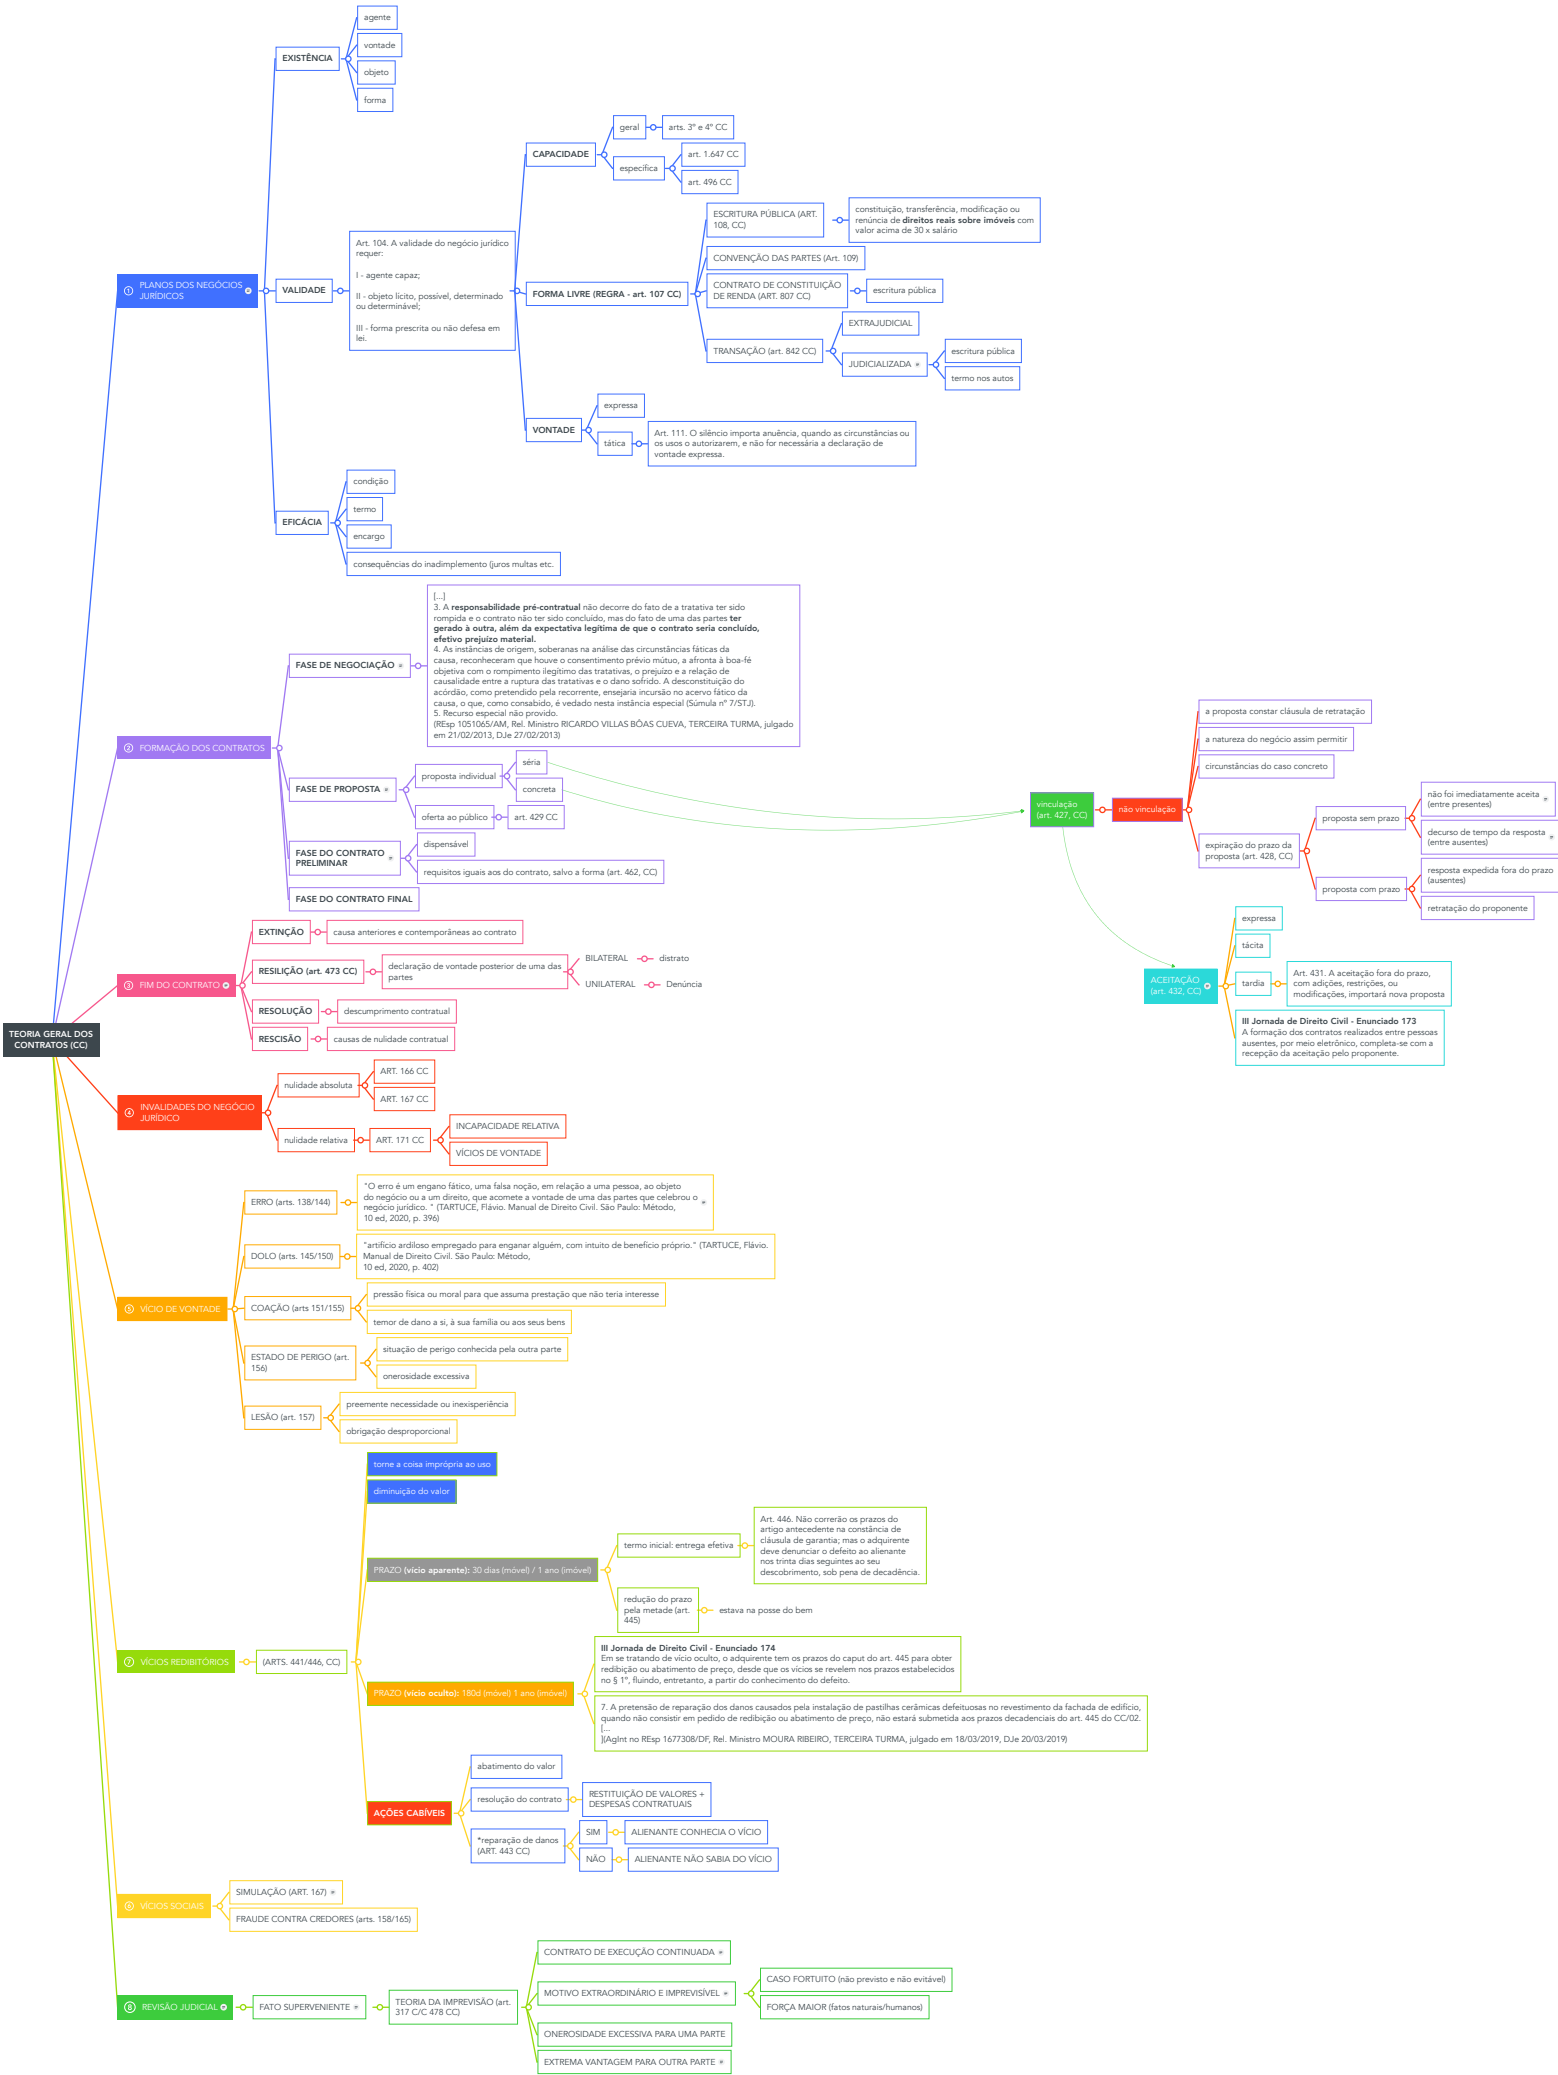 TEORIA GERAL DOS
CONTRATOS (CC)
1 PLANOS DOS NEGÓCIOS
JURÍDICOS
EXISTÊNCIA
agente
vontade
objeto
forma
VALIDADE
Art. 104. A validade do negócio jurídico
requer:
I - agente capaz;
II - objeto lícito, possível, determinado
ou determinável;
III - forma prescrita ou não defesa em
lei.
CAPACIDADE
geral
arts. 3º e 4º CC
específica
art. 1.647 CC
art. 496 CC
FORMA LIVRE (REGRA - art. 107 CC)
ESCRITURA PÚBLICA (ART.
108, CC)
constituição, transferência, modificação ou
renúncia de direitos reais sobre imóveis com
valor acima de 30 x salário
CONVENÇÃO DAS PARTES (Art. 109)
CONTRATO DE CONSTITUIÇÃO
DE RENDA (ART. 807 CC)
escritura pública
TRANSAÇÃO (art. 842 CC)
EXTRAJUDICIAL
JUDICIALIZADA
escritura pública
termo nos autos
VONTADE
expressa
tática
Art. 111. O silêncio importa anuência, quando as circunstâncias ou
os usos o autorizarem, e não for necessária a declaração de
vontade expressa.
EFICÁCIA
condição
termo
encargo
consequências do inadimplemento (juros multas etc.
2 FORMAÇÃO DOS CONTRATOS
FASE DE NEGOCIAÇÃO
[...]
3. A responsabilidade pré-contratual não decorre do fato de a tratativa ter sido
rompida e o contrato não ter sido concluído, mas do fato de uma das partes ter
gerado à outra, além da expectativa legítima de que o contrato seria concluído,
efetivo prejuízo material.
4. As instâncias de origem, soberanas na análise das circunstâncias fáticas da
causa, reconheceram que houve o consentimento prévio mútuo, a afronta à boa-fé
objetiva com o rompimento ilegítimo das tratativas, o prejuízo e a relação de
causalidade entre a ruptura das tratativas e o dano sofrido. A desconstituição do
acórdão, como pretendido pela recorrente, ensejaria incursão no acervo fático da
causa, o que, como consabido, é vedado nesta instância especial (Súmula nº 7/STJ).
5. Recurso especial não provido.
(REsp 1051065/AM, Rel. Ministro RICARDO VILLAS BÔAS CUEVA, TERCEIRA TURMA, julgado
em 21/02/2013, DJe 27/02/2013)
FASE DE PROPOSTA
proposta individual
séria
concreta
oferta ao público
art. 429 CC
vinculação
(art. 427, CC)
não vinculação
a proposta constar cláusula de retratação
a natureza do negócio assim permitir
circunstâncias do caso concreto
expiração do prazo da
proposta (art. 428, CC)
proposta sem prazo
não foi imediatamente aceita
(entre presentes)
decurso de tempo da resposta
(entre ausentes)
proposta com prazo
resposta expedida fora do prazo
(ausentes)
retratação do proponente
ACEITAÇÃO
(art. 432, CC)
expressa
tácita
tardia
Art. 431. A aceitação fora do prazo,
com adições, restrições, ou
modificações, importará nova proposta
III Jornada de Direito Civil - Enunciado 173
A formação dos contratos realizados entre pessoas
ausentes, por meio eletrônico, completa-se com a
recepção da aceitação pelo proponente.
FASE DO CONTRATO
PRELIMINAR
dispensável
requisitos iguais aos do contrato, salvo a forma (art. 462, CC)
FASE DO CONTRATO FINAL
3 FIM DO CONTRATO
EXTINÇÃO
causa anteriores e contemporâneas ao contrato
RESILIÇÃO (art. 473 CC)
declaração de vontade posterior de uma das
partes
BILATERAL
distrato
UNILATERAL
Denúncia
RESOLUÇÃO
descumprimento contratual
RESCISÃO
causas de nulidade contratual
4 INVALIDADES DO NEGÓCIO
JURÍDICO
nulidade absoluta
ART. 166 CC
ART. 167 CC
nulidade relativa
ART. 171 CC
INCAPACIDADE RELATIVA
VÍCIOS DE VONTADE
5 VÍCIO DE VONTADE
ERRO (arts. 138/144)
"O erro é um engano fático, uma falsa noção, em relação a uma pessoa, ao objeto
do negócio ou a um direito, que acomete a vontade de uma das partes que celebrou o
negócio jurídico. " (TARTUCE, Flávio. Manual de Direito Civil. São Paulo: Método,
10 ed, 2020, p. 396)
DOLO (arts. 145/150)
"artifício ardiloso empregado para enganar alguém, com intuito de benefício próprio." (TARTUCE, Flávio.
Manual de Direito Civil. São Paulo: Método,
10 ed, 2020, p. 402)
COAÇÃO (arts 151/155)
pressão física ou moral para que assuma prestação que não teria interesse
temor de dano a si, à sua família ou aos seus bens
ESTADO DE PERIGO (art.
156)
situação de perigo conhecida pela outra parte
onerosidade excessiva
LESÃO (art. 157)
preemente necessidade ou inexisperiência
obrigação desproporcional
7 VÍCIOS REDIBITÓRIOS
(ARTS. 441/446, CC)
torne a coisa imprópria ao uso
diminuição do valor
PRAZO (vício aparente): 30 dias (móvel) / 1 ano (imóvel)
termo inicial: entrega efetiva
Art. 446. Não correrão os prazos do
artigo antecedente na constância de
cláusula de garantia; mas o adquirente
deve denunciar o defeito ao alienante
nos trinta dias seguintes ao seu
descobrimento, sob pena de decadência.
redução do prazo
pela metade (art.
445)
estava na posse do bem
PRAZO (vício oculto): 180d (móvel) 1 ano (imóvel)
III Jornada de Direito Civil - Enunciado 174
Em se tratando de vício oculto, o adquirente tem os prazos do caput do art. 445 para obter
redibição ou abatimento de preço, desde que os vícios se revelem nos prazos estabelecidos
no § 1º, fluindo, entretanto, a partir do conhecimento do defeito.
7. A pretensão de reparação dos danos causados pela instalação de pastilhas cerâmicas defeituosas no revestimento da fachada de edifício,
quando não consistir em pedido de redibição ou abatimento de preço, não estará submetida aos prazos decadenciais do art. 445 do CC/02.
[...
](AgInt no REsp 1677308/DF, Rel. Ministro MOURA RIBEIRO, TERCEIRA TURMA, julgado em 18/03/2019, DJe 20/03/2019)
AÇÕES CABÍVEIS
abatimento do valor
resolução do contrato
RESTITUIÇÃO DE VALORES +
DESPESAS CONTRATUAIS
*reparação de danos
(ART. 443 CC)
SIM
ALIENANTE CONHECIA O VÍCIO
NÃO
ALIENANTE NÃO SABIA DO VÍCIO
6 VÍCIOS SOCIAIS
SIMULAÇÃO (ART. 167)
FRAUDE CONTRA CREDORES (arts. 158/165)
8 REVISÃO JUDICIAL
FATO SUPERVENIENTE
TEORIA DA IMPREVISÃO (art.
317 C/C 478 CC)
CONTRATO DE EXECUÇÃO CONTINUADA
MOTIVO EXTRAORDINÁRIO E IMPREVISÍVEL
CASO FORTUITO (não previsto e não evitável)
FORÇA MAIOR (fatos naturais/humanos)
ONEROSIDADE EXCESSIVA PARA UMA PARTE
EXTREMA VANTAGEM PARA OUTRA PARTE